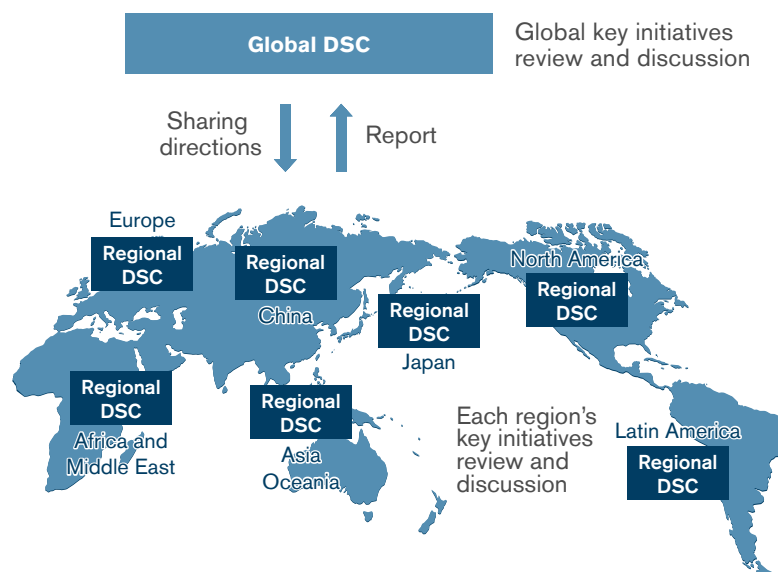 Global DSC
Global key initiatives
review and discussion
Sharing
directions
Report
Europe
Regional
DSC
Regional
DSC
China
North America
Regional
DSC
Regional
DSC
Japan
Regional
DSC
Africa and
Middle East
Regional
DSC
Asia
Oceania
Each region's
key initiatives
review and
discussion
Latin America
Regional
DSC